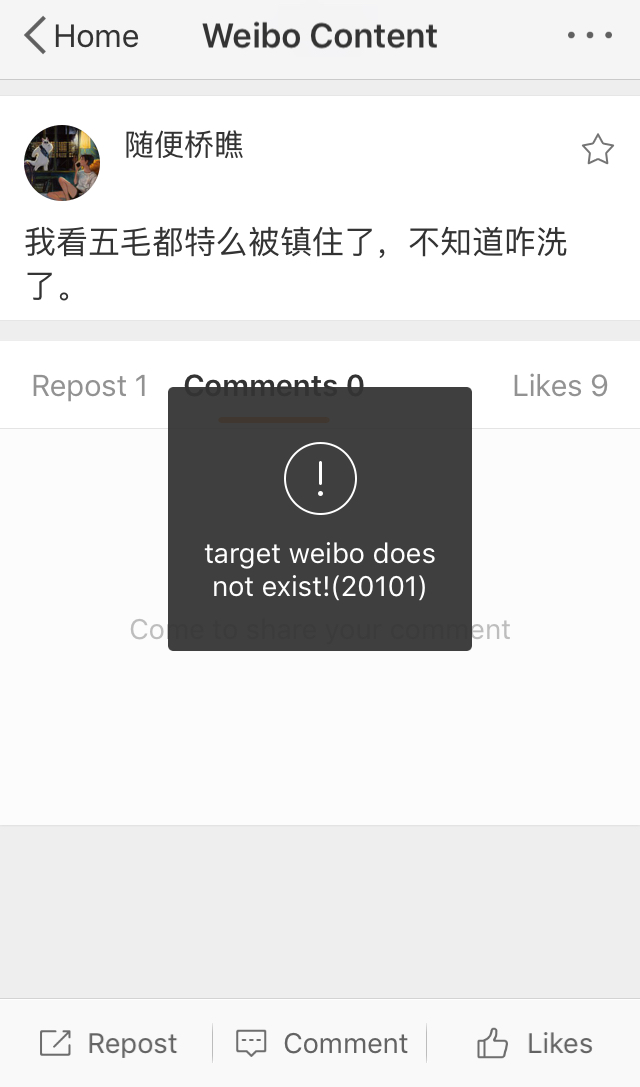 Home
Weibo Content
随便桥瞧
我看五毛都特么被镇住了，不知道咋洗
了。
Repost 1
Comments 0
Likes 9
target weibo does
not exist!(20101)
Come to share your comment
Repost
Comment
Likes